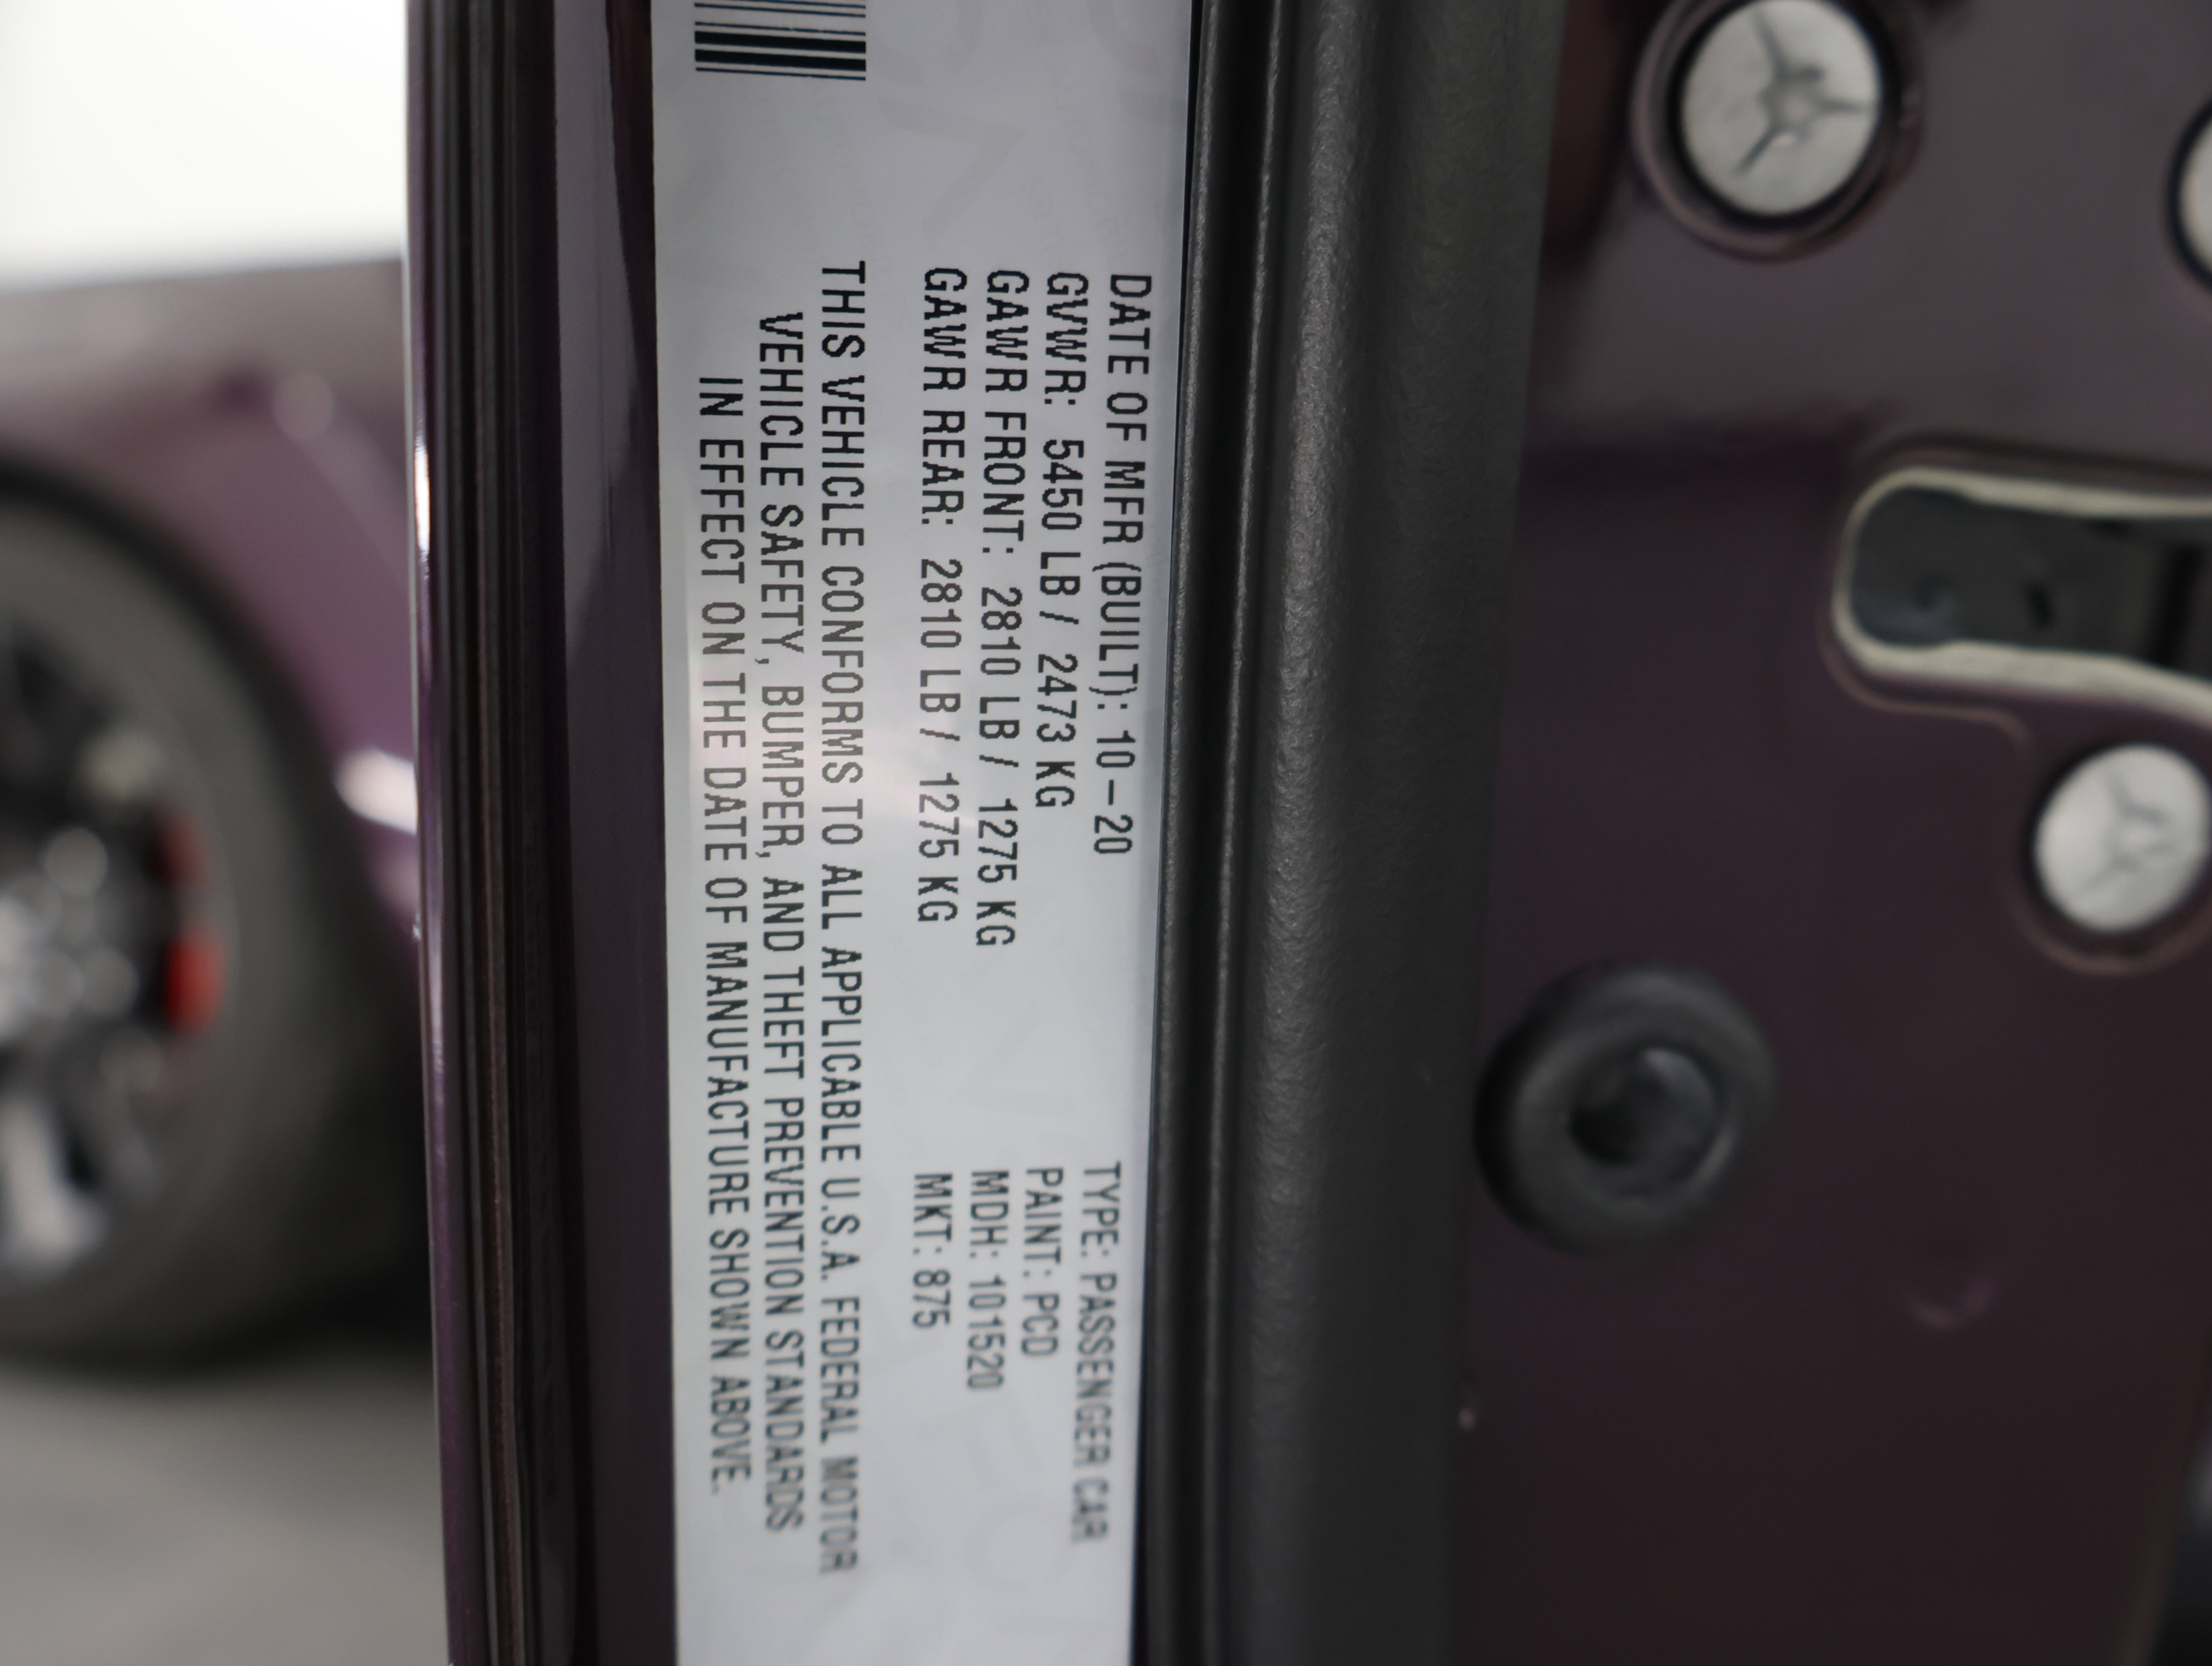 DATE OF MFR (BUILT): 10-20
GVWR: 5450 LB / 2473 KG
GAWR FRONT: 2810 LB / 1275 KG
GAWR REAR: 2810 LB / 1275 KG
TYPE: PASSENGER CAR
PAINT: PCD
MDH: 101520
MKT: 875
THIS VEHICLE CONFORMS TO ALL APPLICABLE U.S.A. FEDERAL MOTOR
VEHICLE SAFETY, BUMPER, AND THEFT PREVENTION STANDARDS
IN EFFECT ON THE DATE OF MANUFACTURE SHOWN ABOVE.